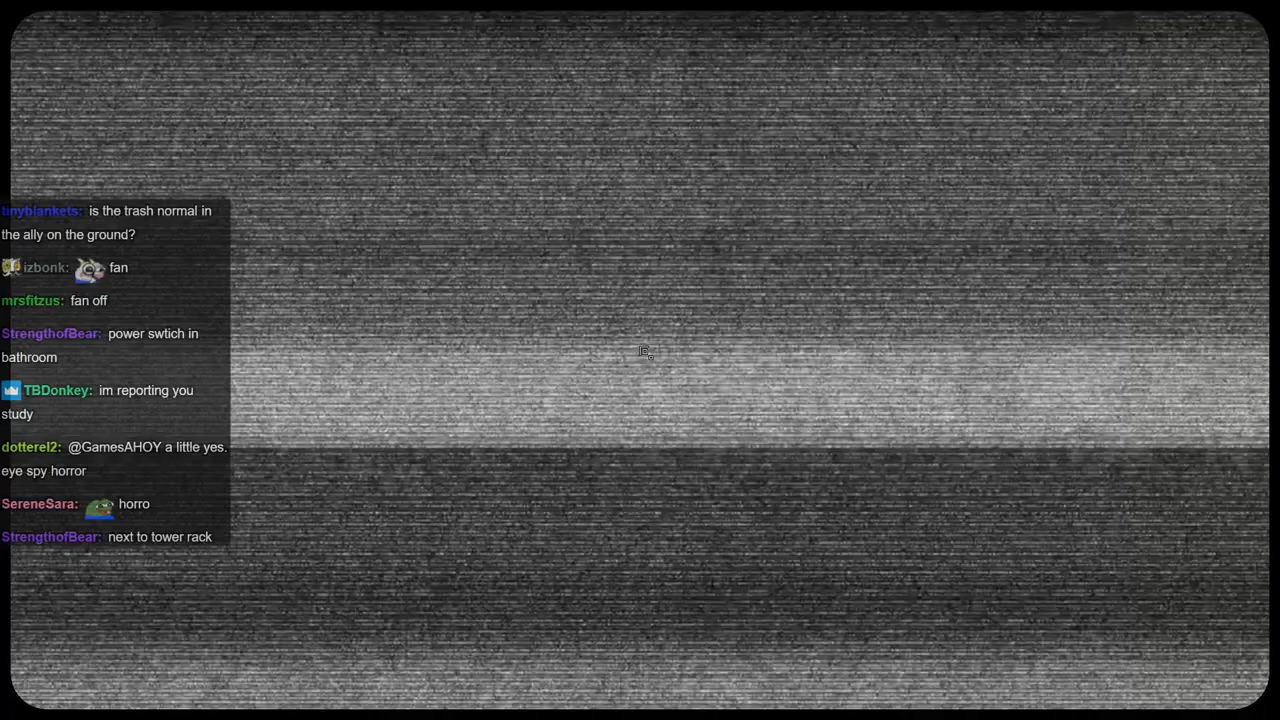 tinyblankets: is the trash normal in
the ally on the ground?
izbonk: fan
mrsfitzus: fan off
StrengthofBear: power swtich in
bathroom
TBDonkey: im reporting you
study
dotterel2: @GamesAHOY a little yes.
eye spy horror
SereneSara: horro
StrengthofBear: next to tower rack